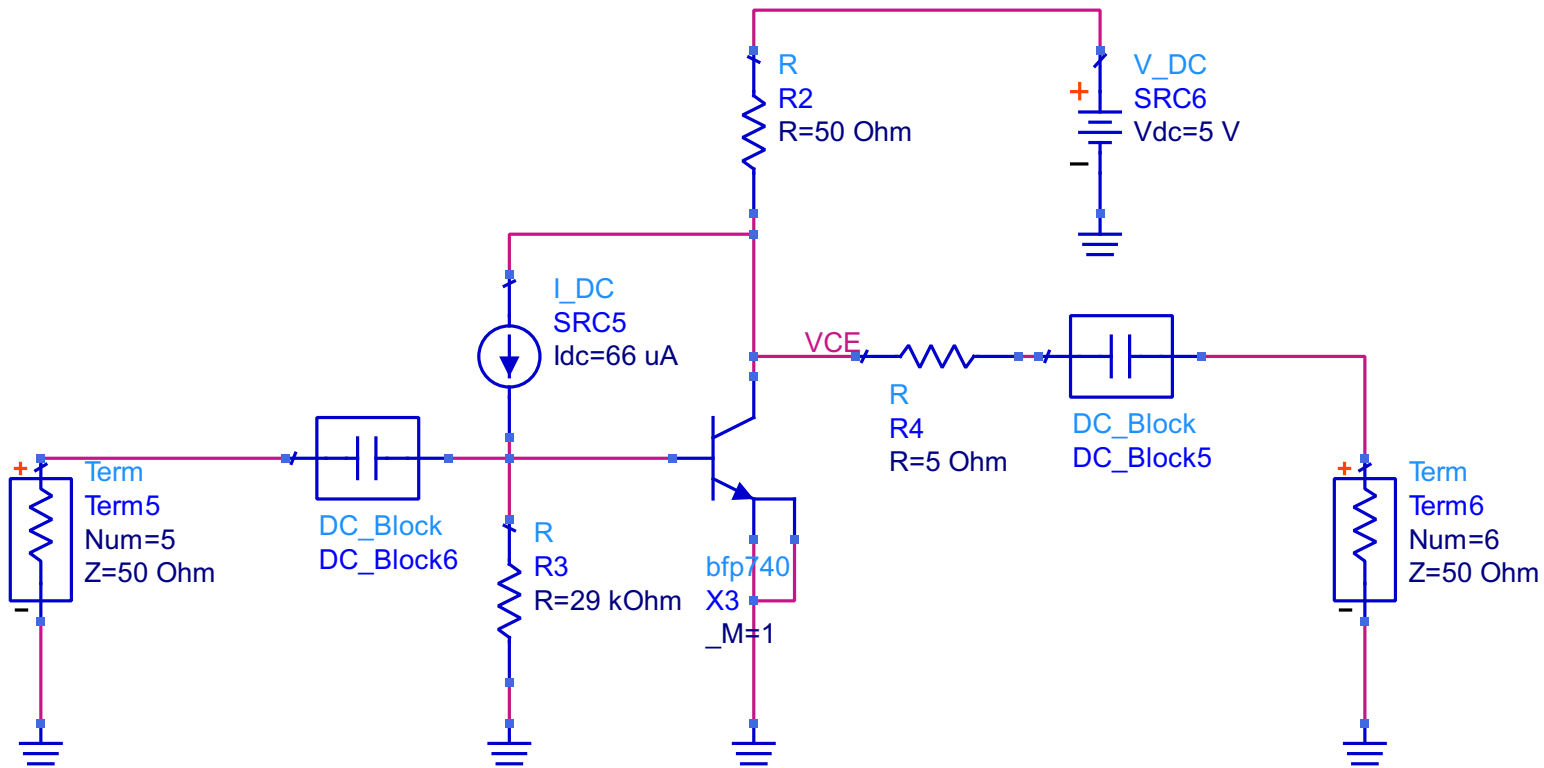 R
R2
R=50 Ohm
+
V_DC
SRC6
Vdc=5 V
−
I_DC
SRC5
Idc=66 uA
VCE
R
R4
R=5 Ohm
DC_Block
DC_Block5
+
Term
Term5
Num=5
Z=50 Ohm
−
DC_Block
DC_Block6
R
R3
R=29 kOhm
bfp740
X3
_M=1
+
Term
Term6
Num=6
Z=50 Ohm
−